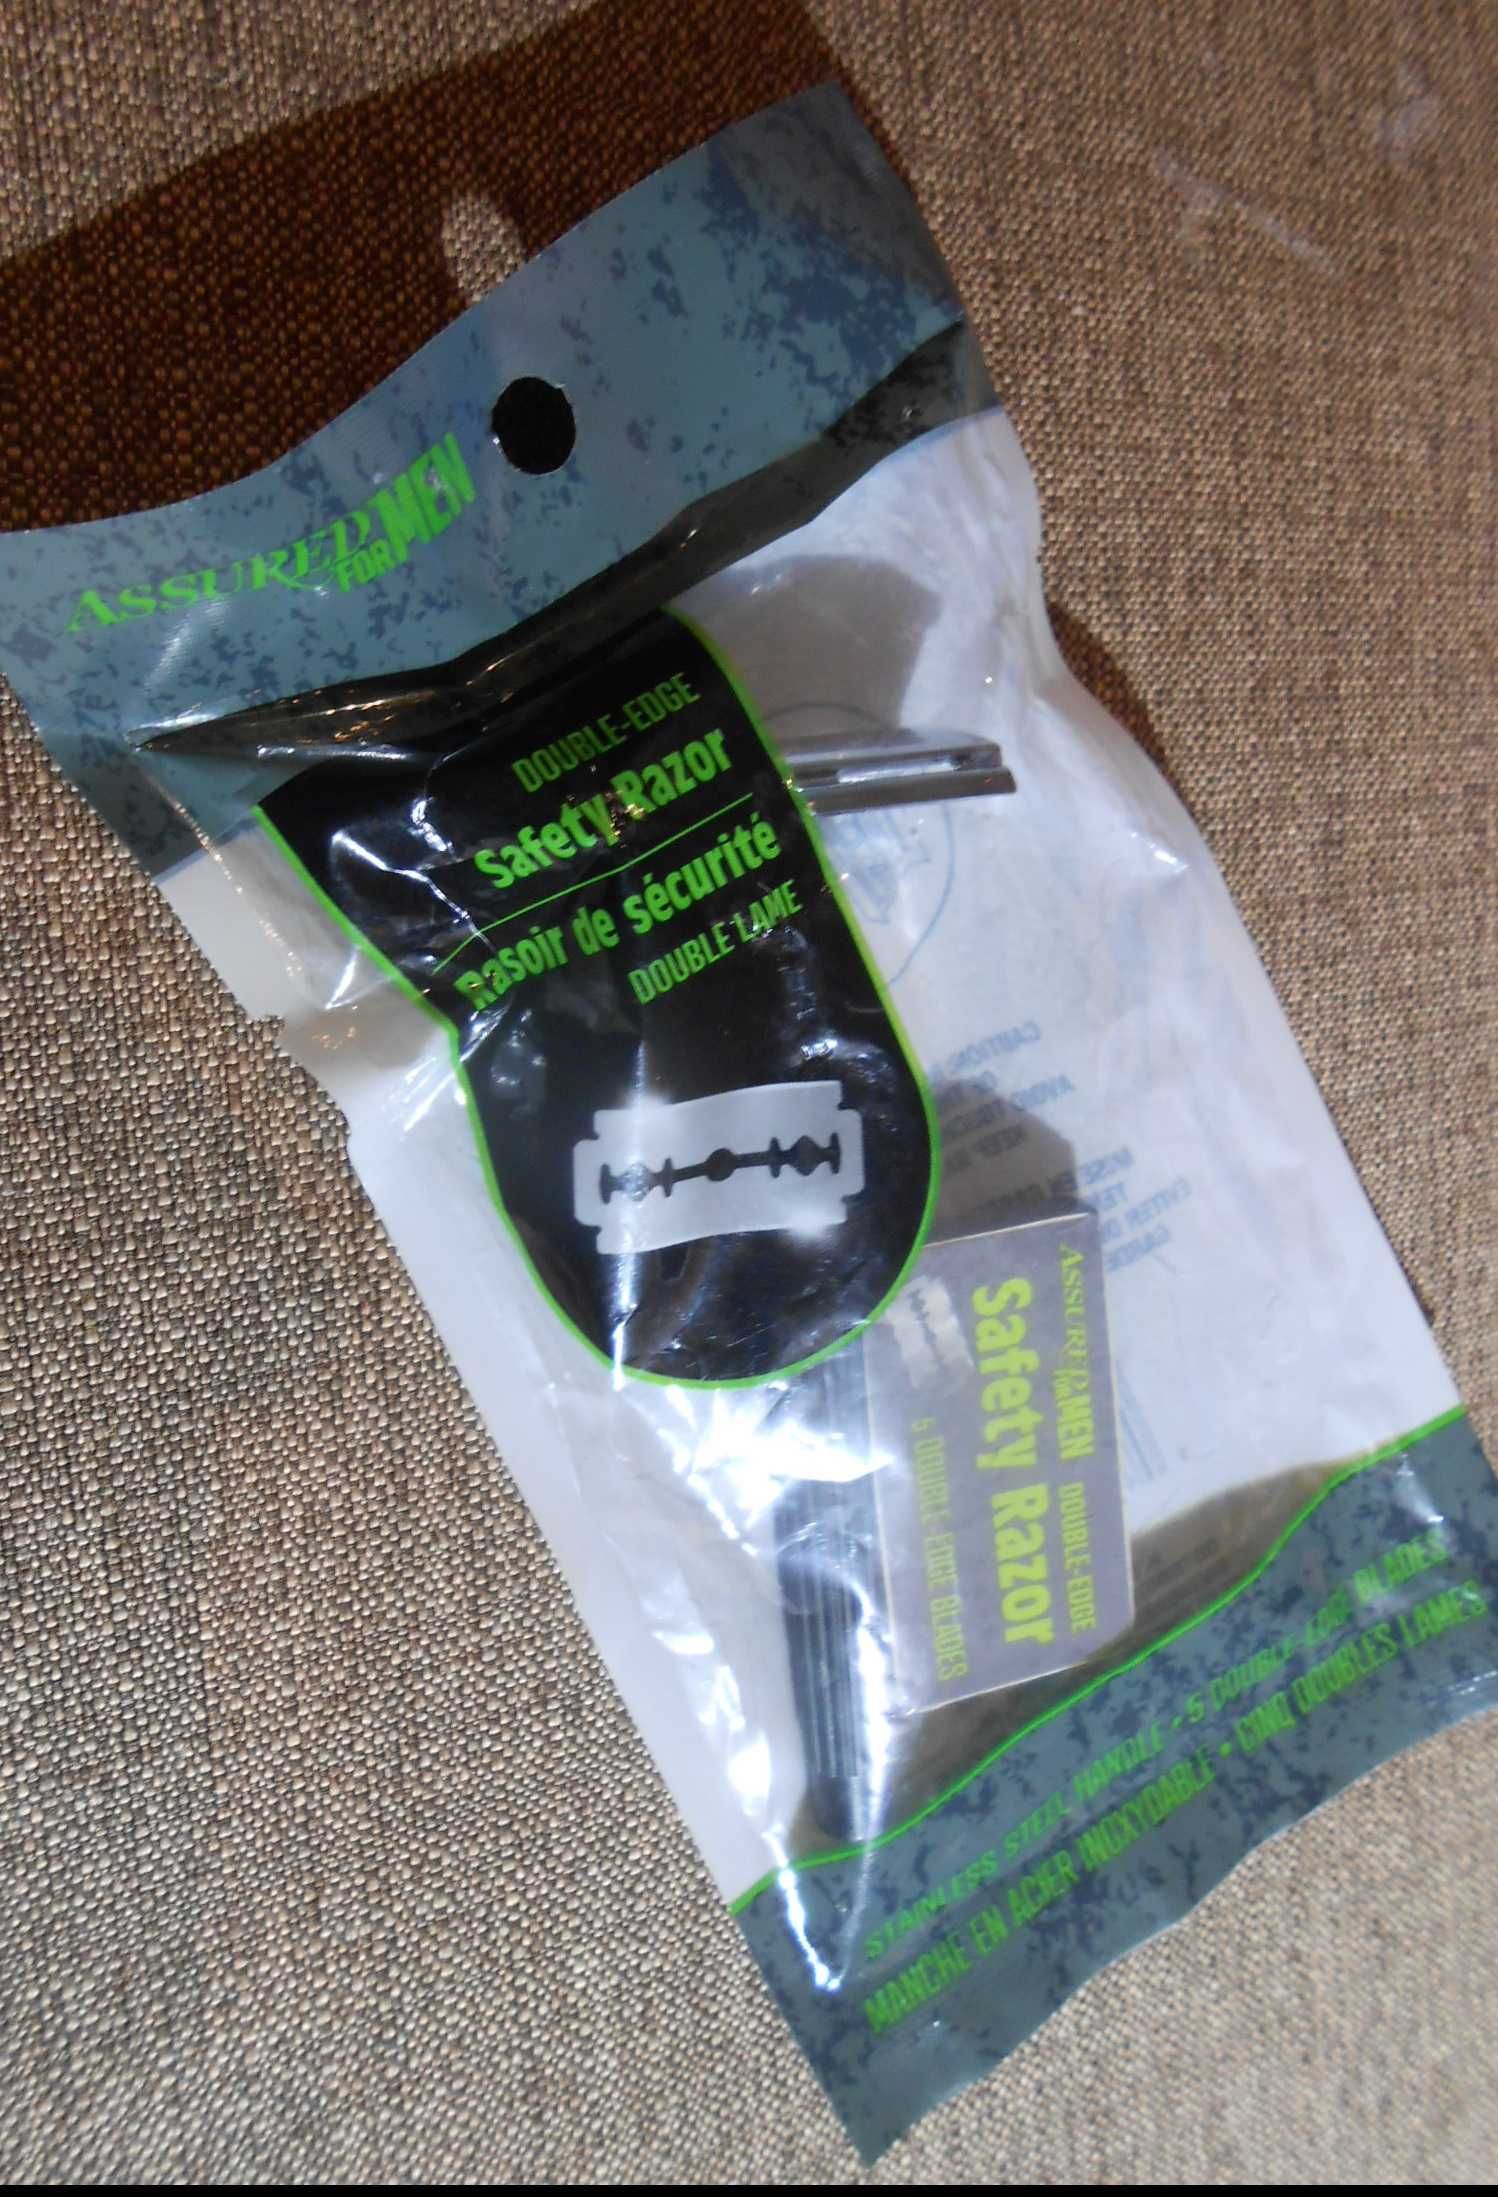 ASSURED FOR MEN
DOUBLE-EDGE
Safety Razor
Rasoir de sécurité
DOUBLE LAME
ASSURED FOR MEN DOUBLE-EDGE
Safety Razor
5 DOUBLE-EDGE BLADES
STAINLESS STEEL HANDLE • 5 DOUBLE-EDGE BLADES
MANCHE EN ACIER INOXYDABLE • CINQ DOUBLES LAMES